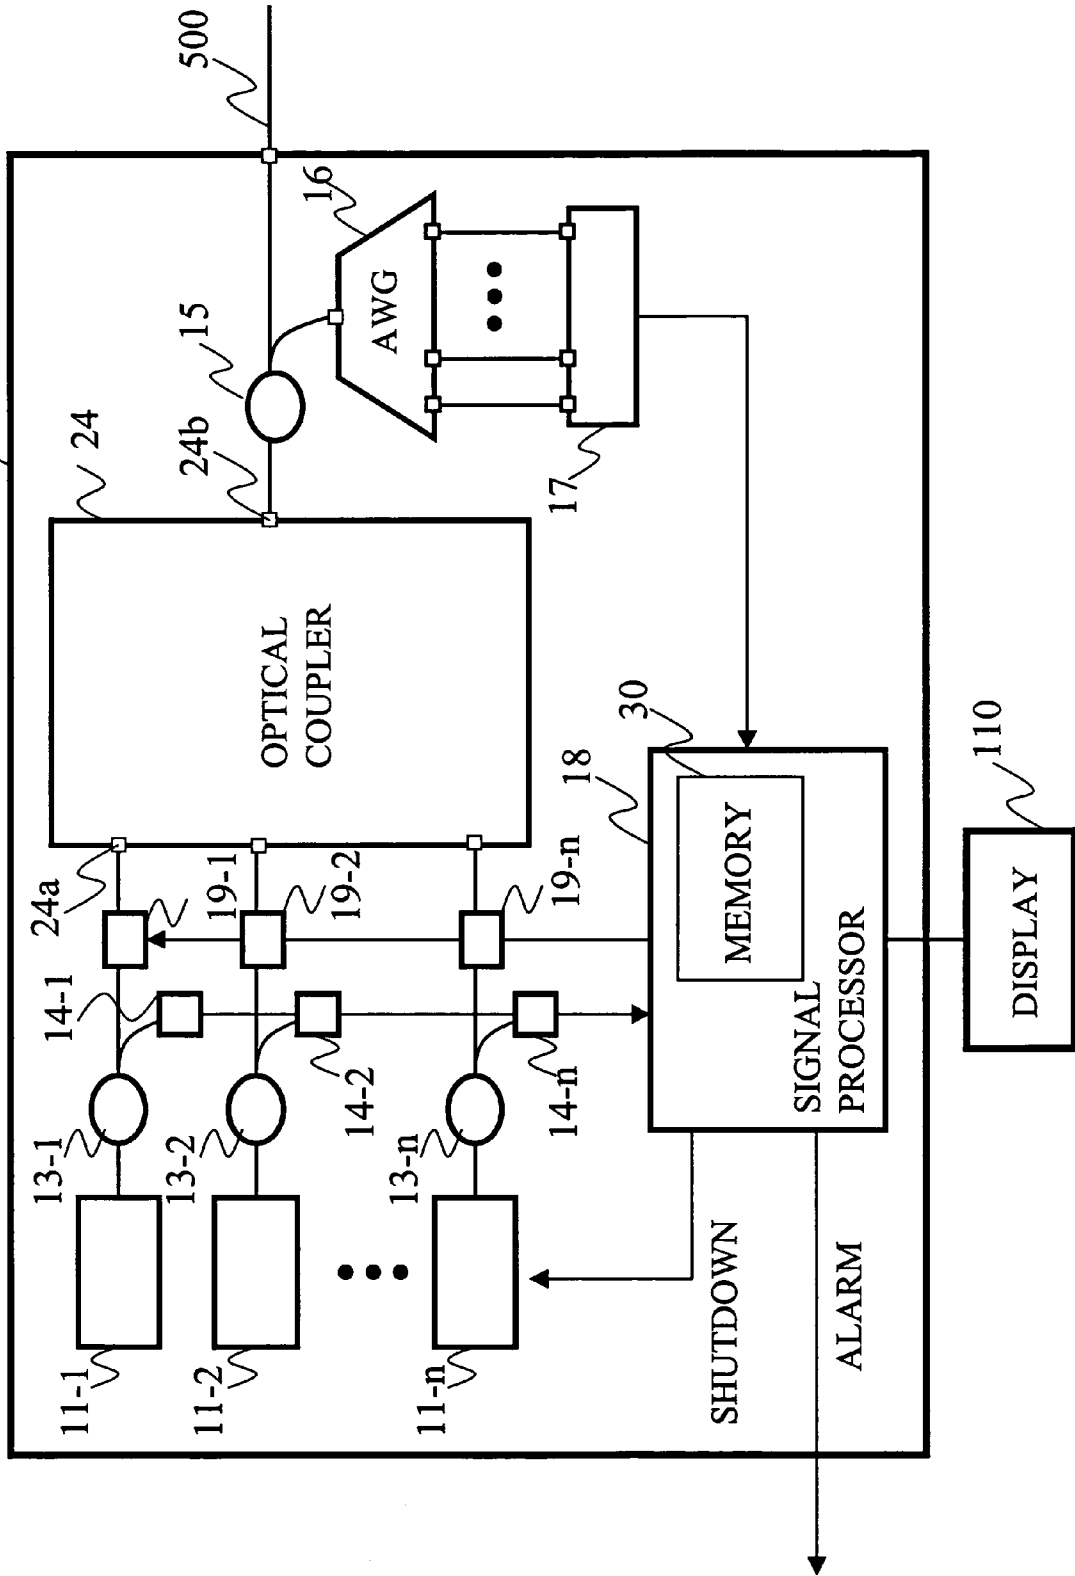 500
15
16
24
24b
AWG
17
OPTICAL
COUPLER
24a
19-1
19-2
19-n
18
30
MEMORY
SIGNAL
PROCESSOR
110
DISPLAY
14-1
14-2
14-n
13-1
13-2
13-n
11-1
11-2
11-n
SHUTDOWN
ALARM